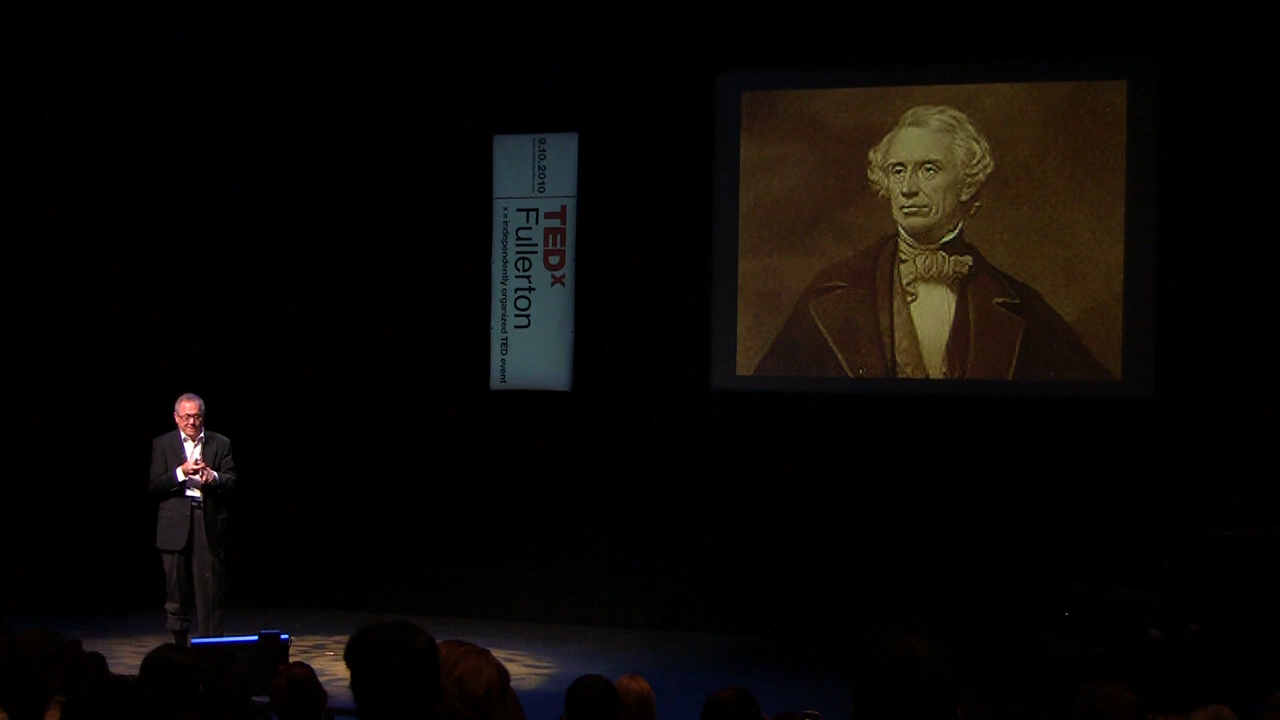 9.10.2010
TEDx
Fullerton
x = independently organized TED event